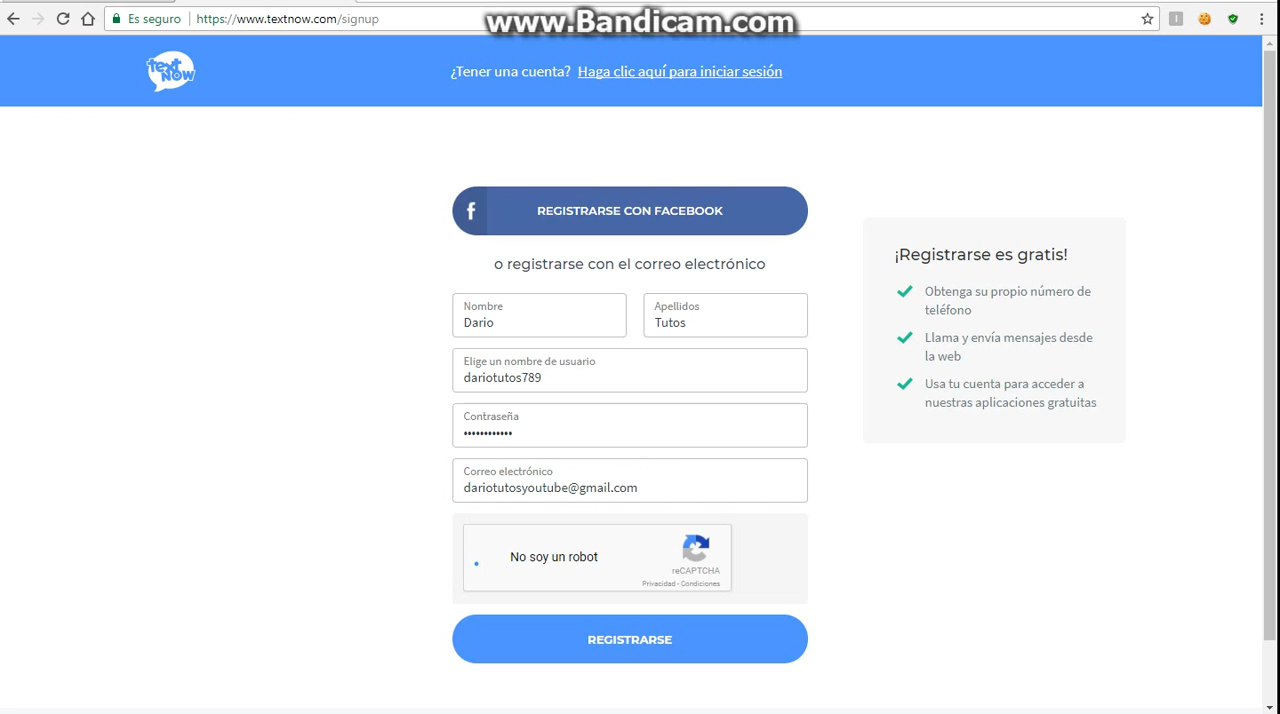 Es seguro
https://www.textnow.com/signup
www.Bandicam.com
text
NOW
¿Tener una cuenta? Haga clic aquí para iniciar sesión
f
REGISTRARSE CON FACEBOOK
o registrarse con el correo electrónico
Nombre
Dario
Apellidos
Tutos
Elige un nombre de usuario
dariotutos789
Contraseña
••••••••••••
Correo electrónico
dariotutosyoutube@gmail.com
No soy un robot
reCAPTCHA
Privacidad - Condiciones
REGISTRARSE
¡Registrarse es gratis!
Obtenga su propio número de
teléfono
Llama y envía mensajes desde
la web
Usa tu cuenta para acceder a
nuestras aplicaciones gratuitas